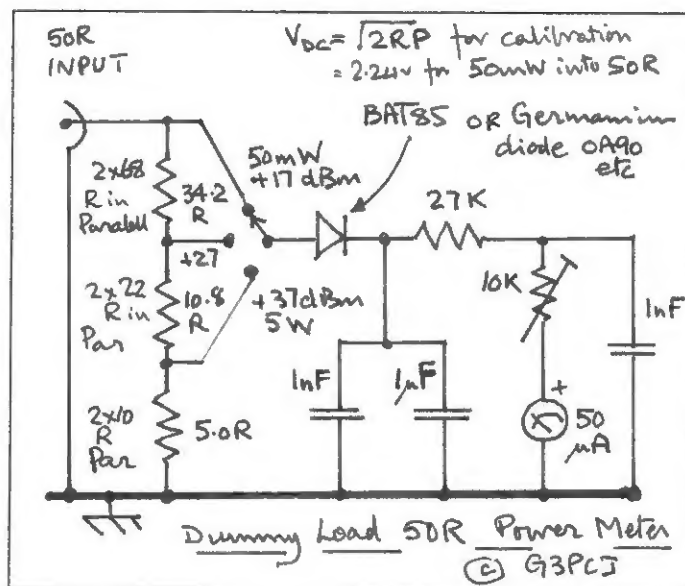 50R
INPUT
VDC = √2RP for calibration
= 2.24v for 50mW into 50R
BAT85 OR Germanium
diode OA90
etc
2x68
R in
Parallel
34.2
R
50mW
+17 dBm
27K
+27
2x22
R in
Par
10.8
R
+37dBm
5W
10K
1nF
1nF
1μF
2x10
R
Par
5.0R
+
50
μA
Dummy Load 50R Power Meter
© G3PCJ